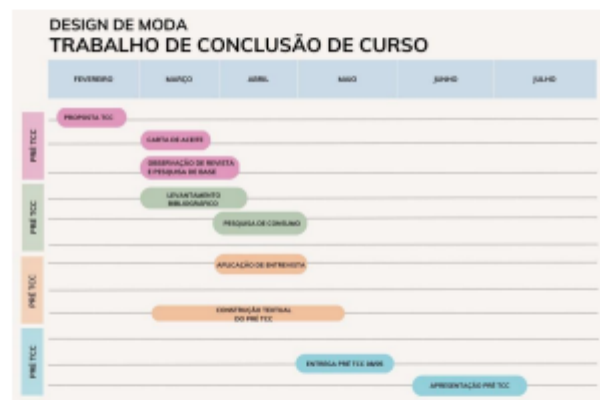 DESIGN DE MODA
TRABALHO DE CONCLUSÃO DE CURSO
FEVEREIRO MARÇO ABRIL MAIO JUNHO JULHO
PRÉ TCC
PROPOSTA TCC
CARTA DE ACEITE
OBSERVAÇÃO DE REVISTA
E PESQUISA DE BASE
PRÉ TCC
LEVANTAMENTO
BIBLIOGRÁFICO
PESQUISA DE CONSUMO
PRÉ TCC
APLICAÇÃO DE ENTREVISTA
CONSTRUÇÃO TEXTUAL
DO PRÉ TCC
PRÉ TCC
ENTREGA PRÉ TCC
APRESENTAÇÃO PRÉ TCC